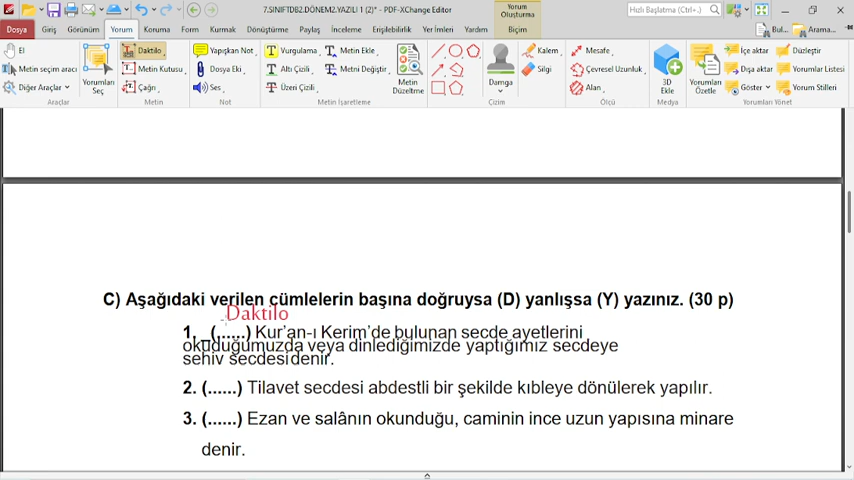 7.SINIFTDB2.DÖNEM2.YAZILI 1 (2)* - PDF-XChange Editor
Yorum Oluşturma
Hızlı Başlatma (Ctrl+.)
Dosya Giriş Görünüm Yorum Koruma Form Kurmak Dönüştürme Paylaş İnceleme Erişilebilirlik Yer İmleri Yardım Biçim
Bul... Arama...
El
Metin seçim aracı
Diğer Araçlar
Araçlar
Yorumları Seç
Daktilo
Metin Kutusu
Çağrı
Metin
Yapışkan Not
Dosya Eki
Ses
Not
Vurgulama
Altı Çizili
Üzeri Çizili
Metin Ekle
Metni Değiştir
Metin Düzeltme
Metin İşaretleme
Kalem
Silgi
Çizim
Damga
Mesafe
Çevresel Uzunluk
Alan
Ölçü
3D Ekle
Medya
Yorumları Özetle
İçe aktar
Dışa aktar
Göster
Düzleştir
Yorumlar Listesi
Yorum Stilleri
Yorumları Yönet
C) Aşağıdaki verilen cümlelerin başına doğruysa (D) yanlışsa (Y) yazınız. (30 p)
Daktilo
1. _(......) Kur'an-ı Kerim'de bulunan secde ayetlerini
okuduğumuzda veya dinlediğimizde yaptığımız secdeye
sehiv secdesi denir.
2. (......) Tilavet secdesi abdestli bir şekilde kıbleye dönülerek yapılır.
3. (......) Ezan ve salânın okunduğu, caminin ince uzun yapısına minare
denir.